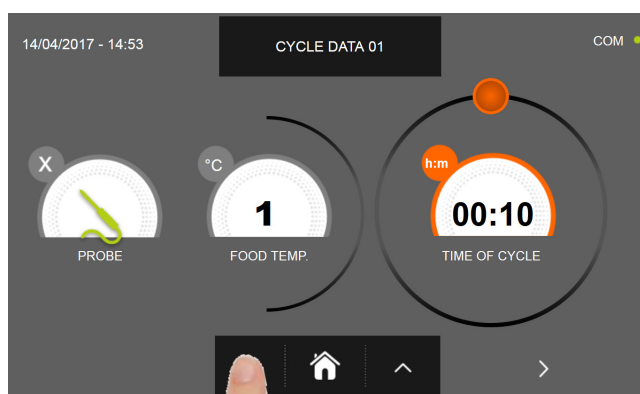 14/04/2017 - 14:53
CYCLE DATA 01
COM
X
°C
h:m
1
00:10
PROBE
FOOD TEMP.
TIME OF CYCLE